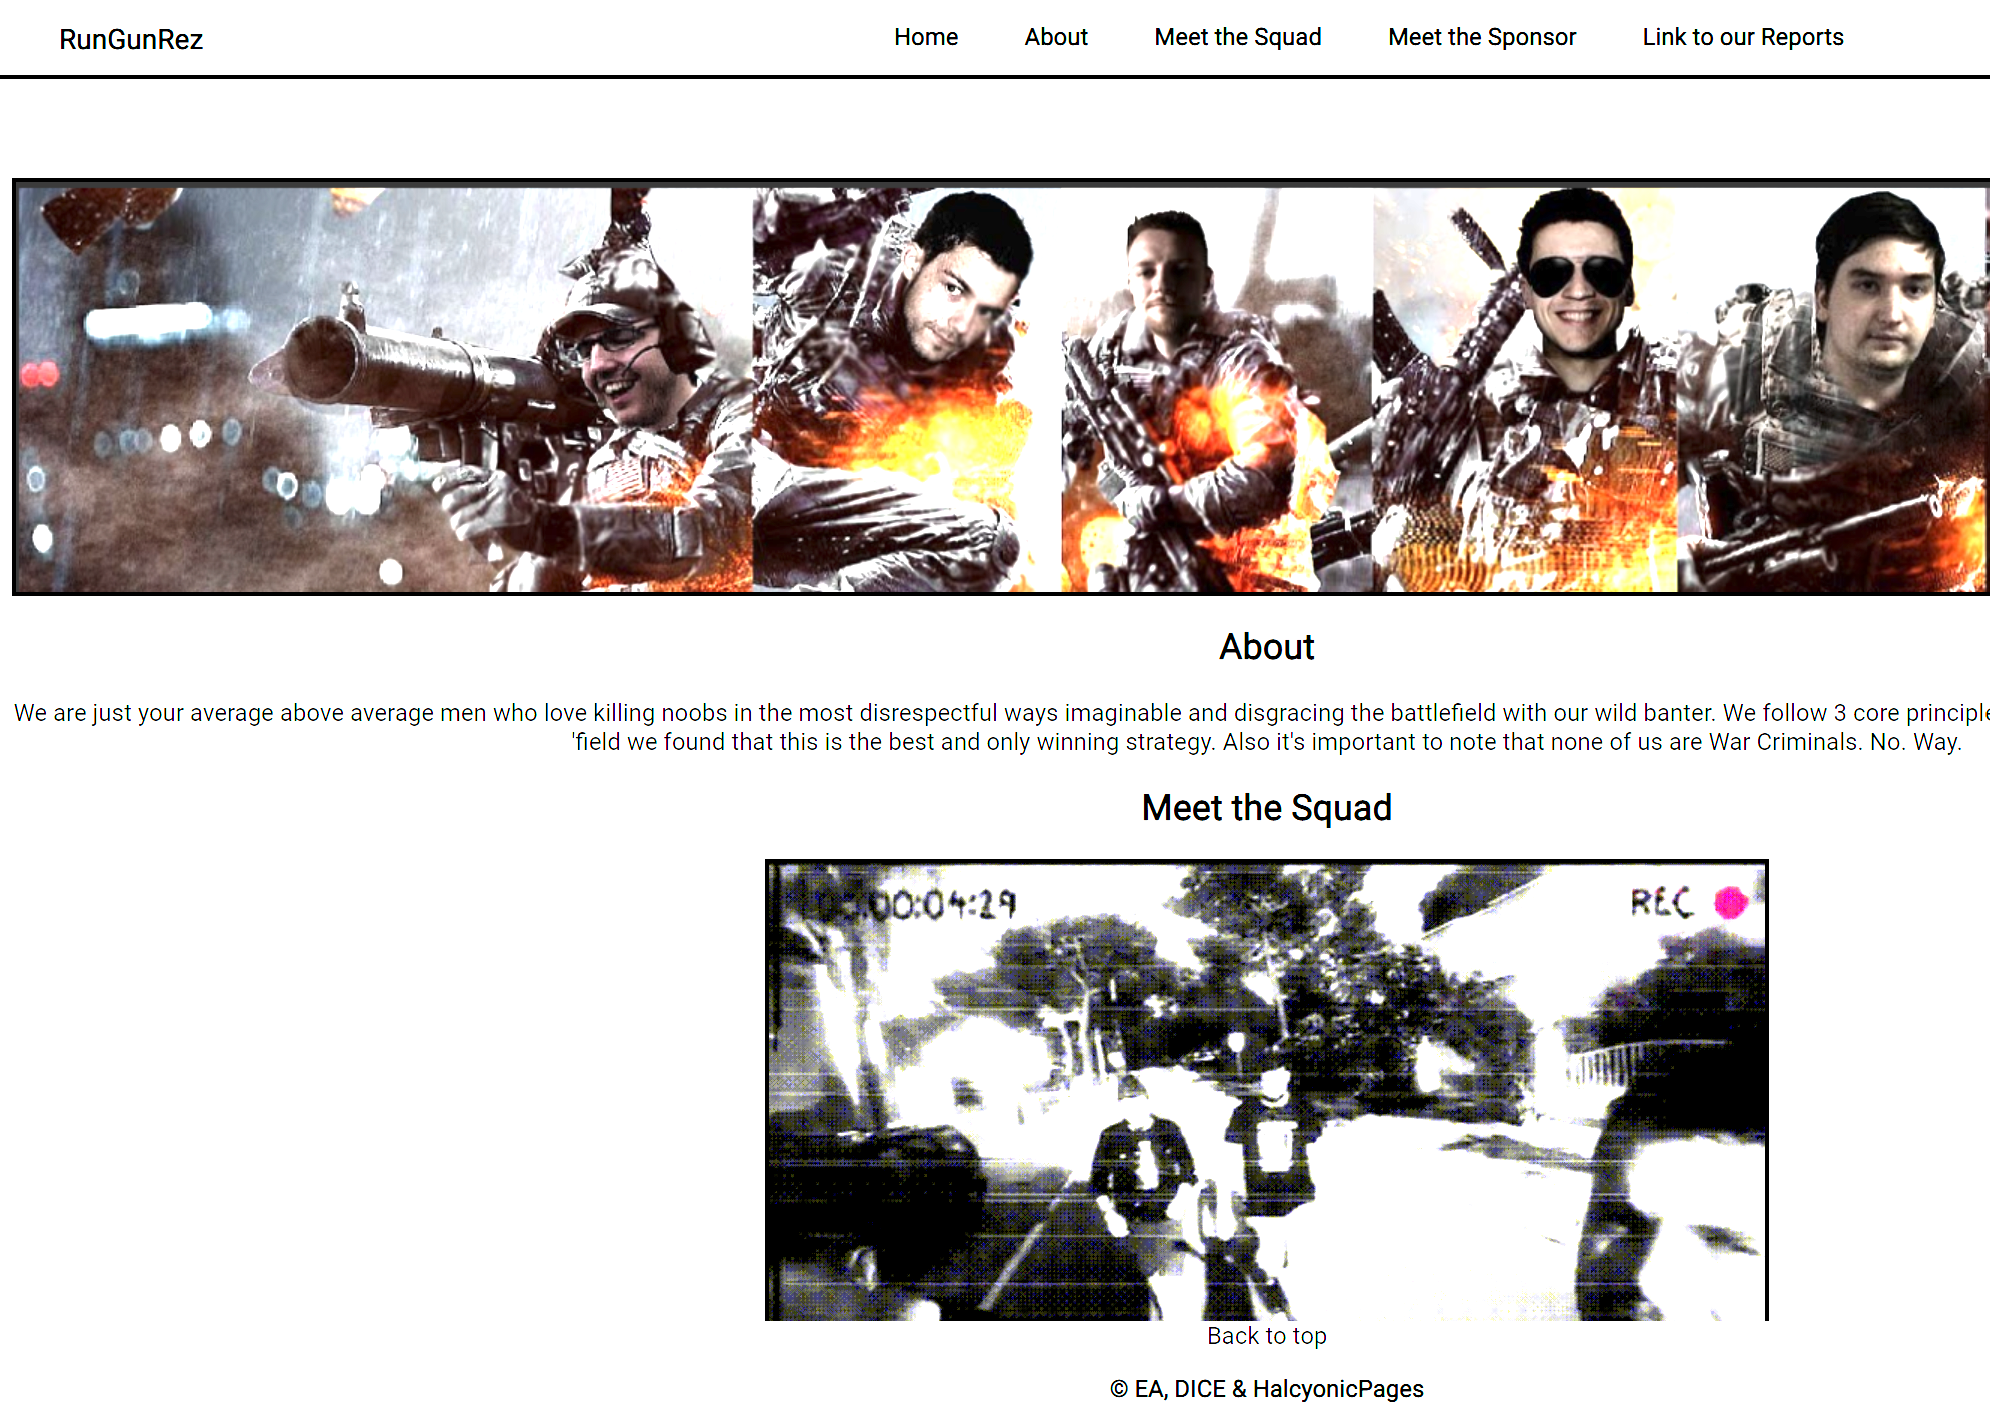 RunGunRez
Home About Meet the Squad Meet the Sponsor Link to our Reports
About
We are just your average above average men who love killing noobs in the most disrespectful ways imaginable and disgracing the battlefield with our wild banter. We follow 3 core
'field we found that this is the best and only winning strategy. Also it's important to note that none of us are War Criminals. No. Way.
Meet the Squad
00:04:29
REC
Back to top
© EA, DICE & HalcyonicPages